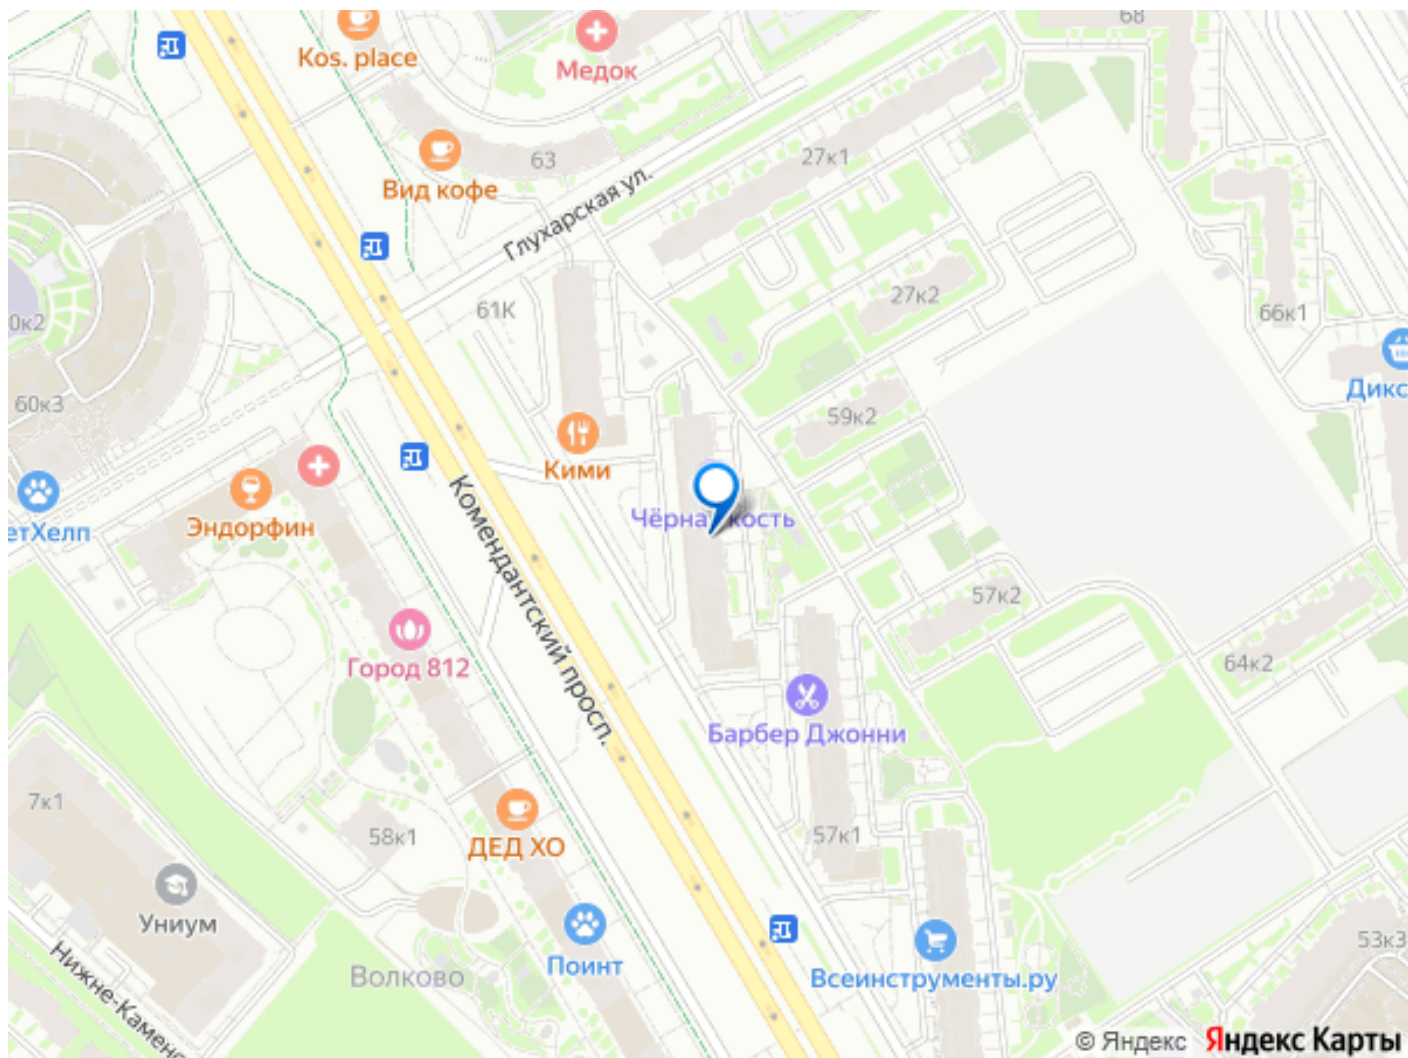 68
Kos. place
Медок
63
27к1
Вид кофе
Глухарская ул.
27к2
61К
66к1
0к2
60к3
59к2
Дикс
Кими
етХелп
Эндорфин
Комендантский просп.
57к2
64к2
Город 812
Барбер Джонни
7к1
58к1
ДЕД ХО
57к1
Униум
Поинт
Волково
Всеинструменты.ру
53к3
Нижне-Каменс
© Яндекс Яндекс Карты